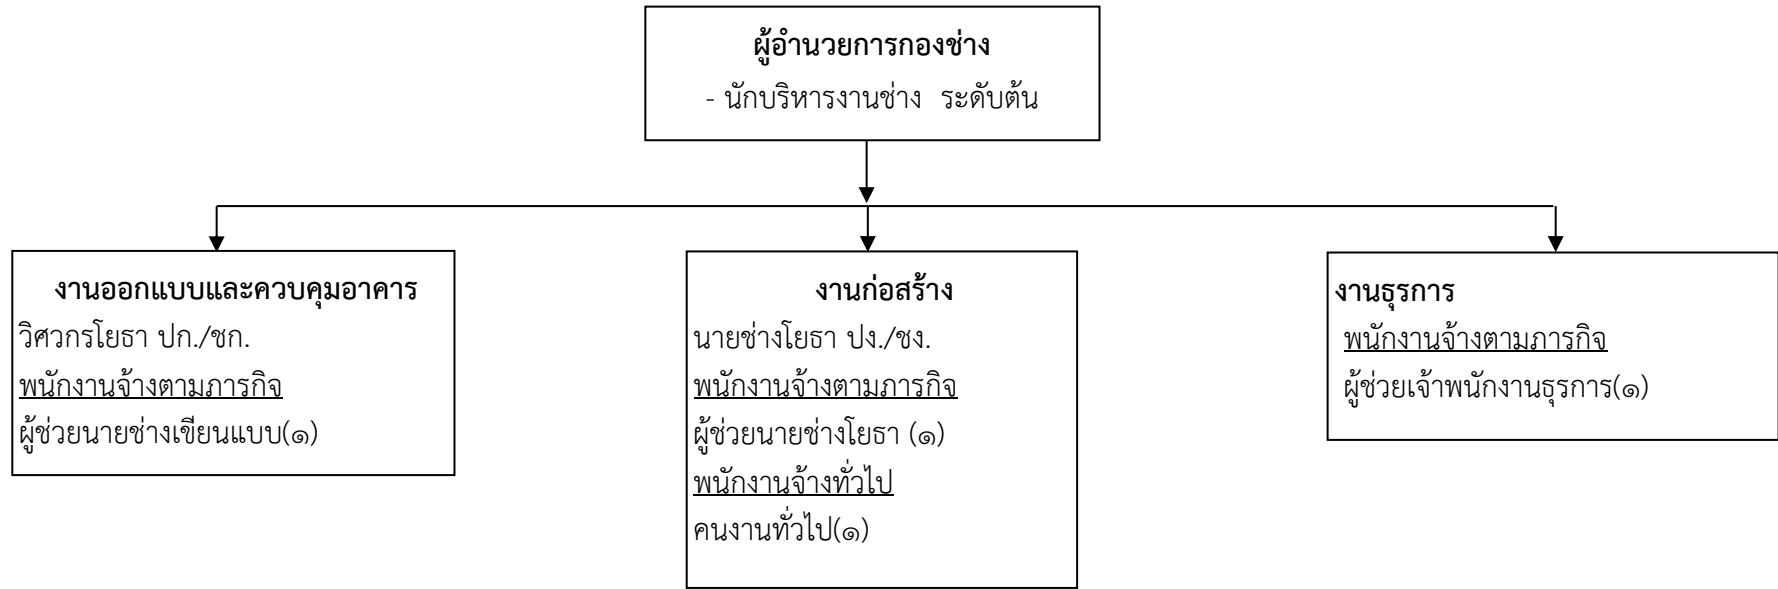 ผู้อำนวยการกองช่าง
- นักบริหารงานช่าง ระดับต้น
งานออกแบบและควบคุมอาคาร
วิศวกรโยธา ปก./ชก.
พนักงานจ้างตามภารกิจ
ผู้ช่วยนายช่างเขียนแบบ(๑)
งานก่อสร้าง
นายช่างโยธา ปง./ชง.
พนักงานจ้างตามภารกิจ
ผู้ช่วยนายช่างโยธา (๑)
พนักงานจ้างทั่วไป
คนงานทั่วไป(๑)
งานธุรการ
พนักงานจ้างตามภารกิจ
ผู้ช่วยเจ้าพนักงานธุรการ(๑)